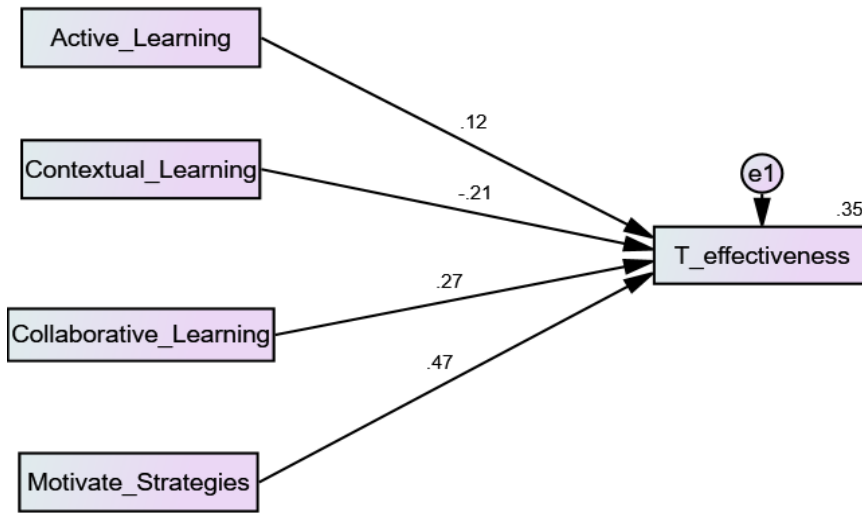 Active_Learning
.12
Contextual_Learning
-.21
e1
.35
T_effectiveness
.27
Collaborative_Learning
.47
Motivate_Strategies